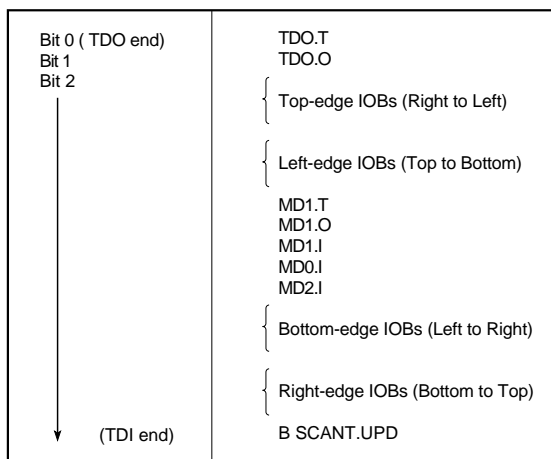 Bit 0 ( TDO end)
Bit 1
Bit 2
(TDI end)
TDO.T
TDO.O
Top-edge IOBs (Right to Left)
Left-edge IOBs (Top to Bottom)
MD1.T
MD1.O
MD1.I
MD0.I
MD2.I
Bottom-edge IOBs (Left to Right)
Right-edge IOBs (Bottom to Top)
B SCANT.UPD